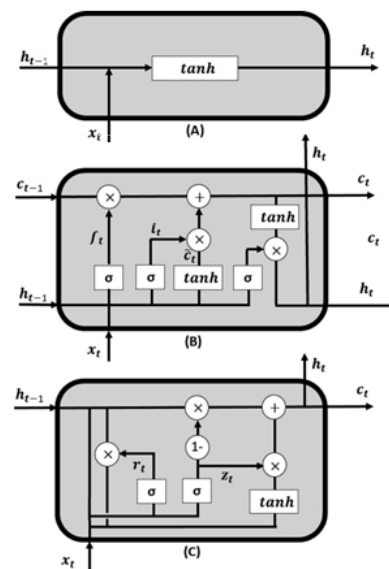 h_{t-1} tanh h_t
x_t
(A)
h_t
c_{t-1} × + c_t
tanh
f_t i_t × × c_t
c̃_t
σ σ tanh σ
h_{t-1} h_t
x_t (B)
h_t
h_{t-1} × + c_t
× r_t 1-
z_t ×
σ σ tanh
x_t (C)